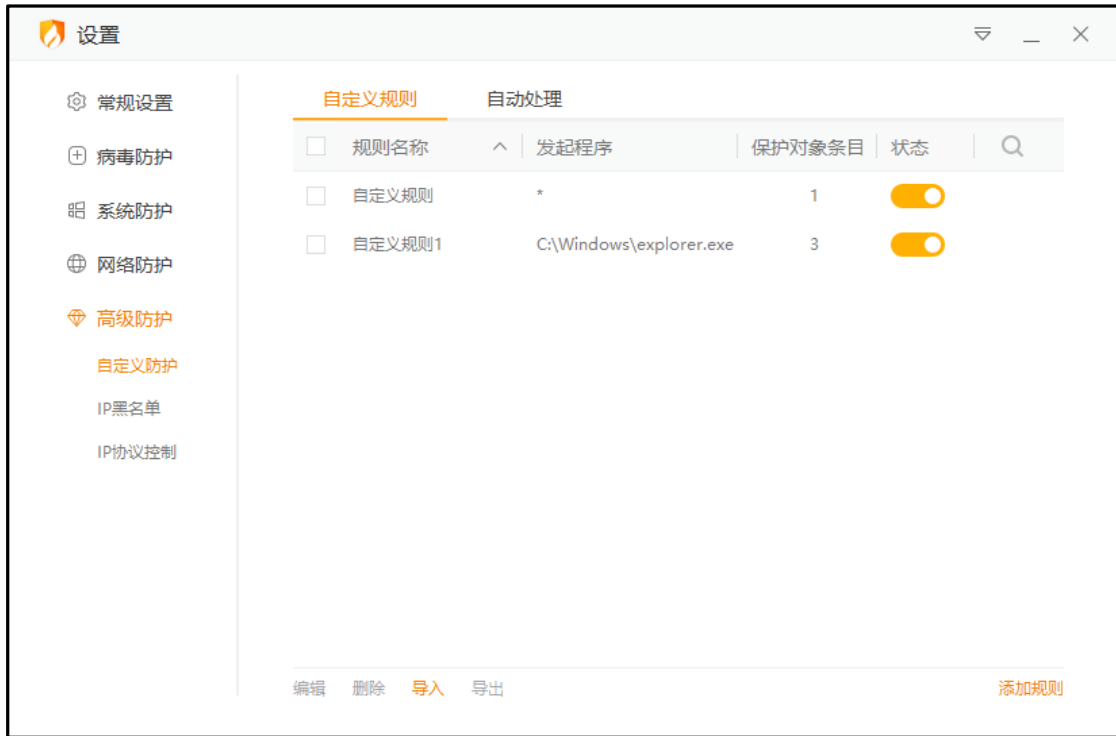 设置
常规设置
病毒防护
系统防护
网络防护
高级防护
自定义防护
IP黑名单
IP协议控制
自定义规则 自动处理
规则名称 发起程序 保护对象条目 状态
自定义规则 * 1
自定义规则1 C:\Windows\explorer.exe 3
编辑 删除 导入 导出 添加规则